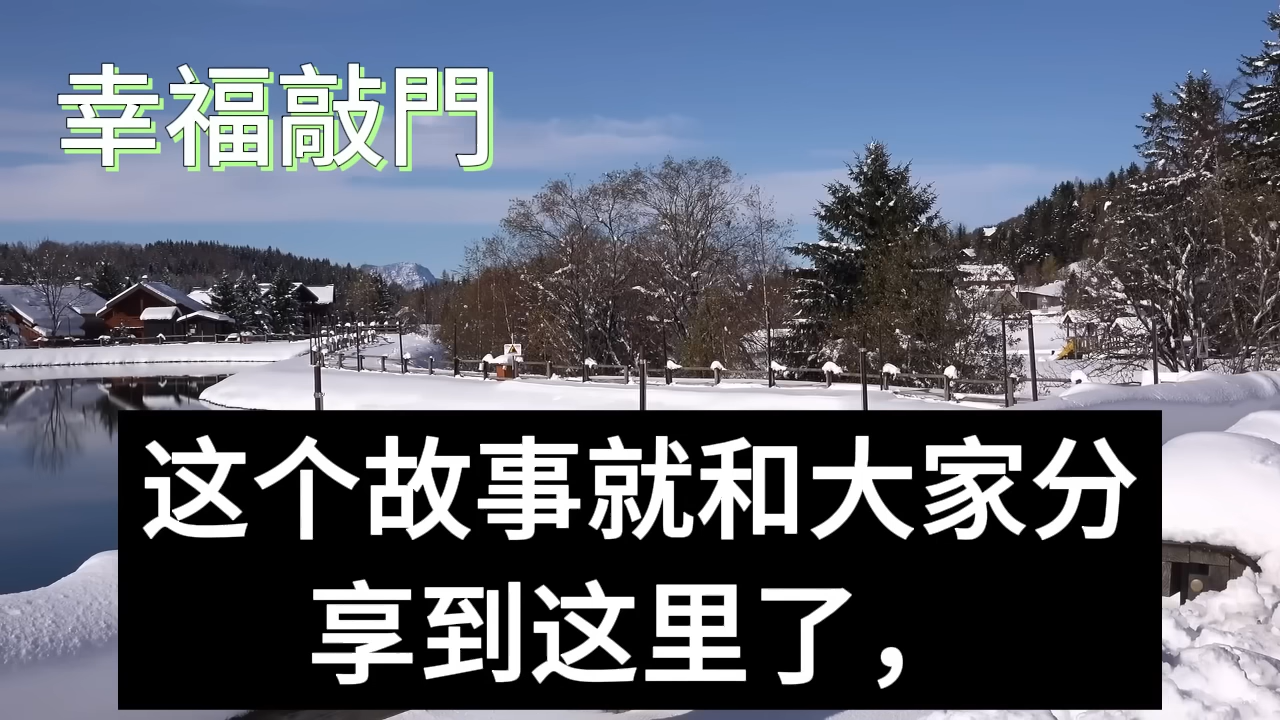 幸福敲門
这个故事就和大家分
享到这里了，